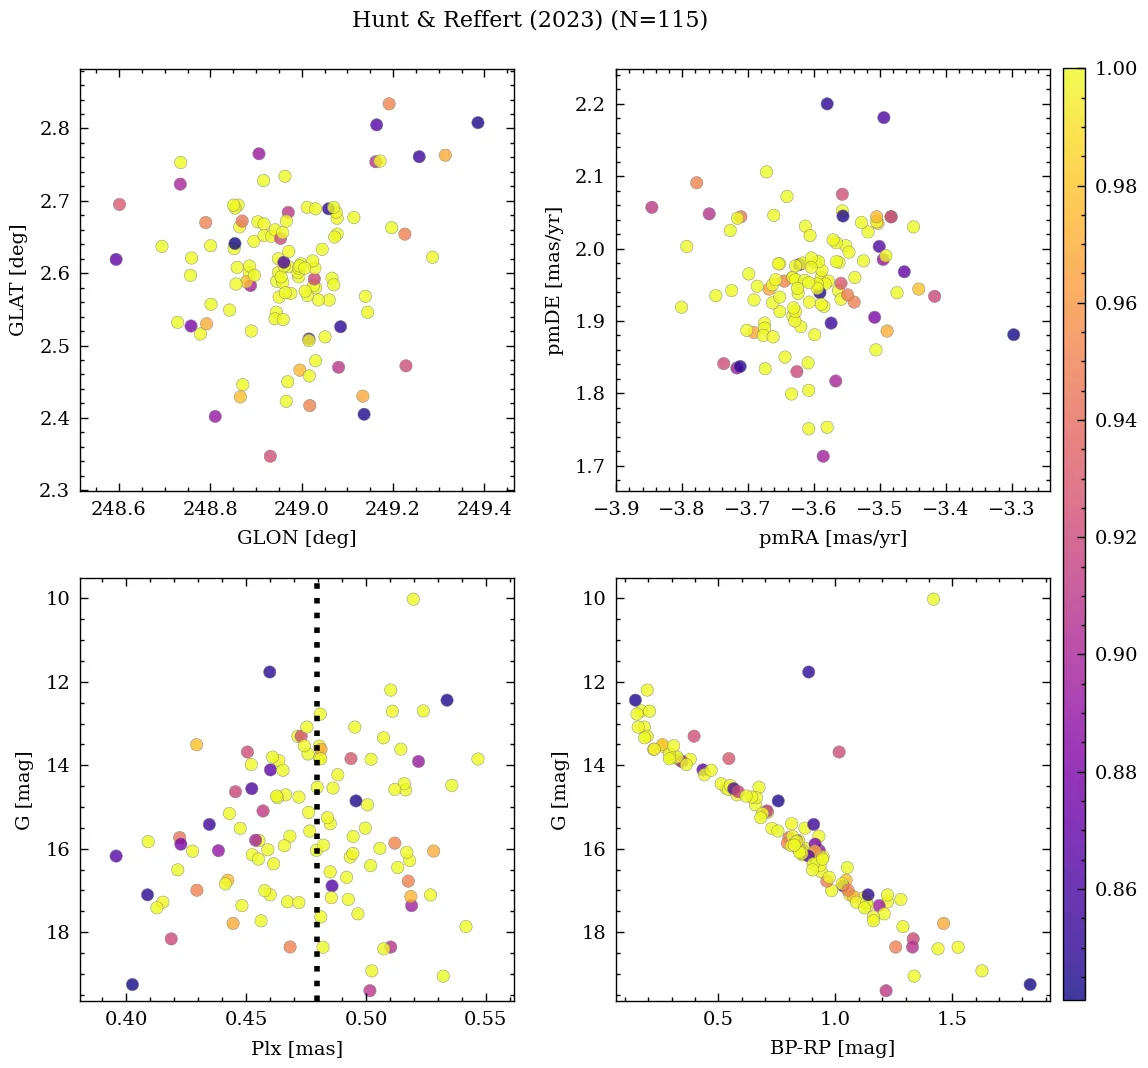 Hunt & Reffert (2023) (N=115)
2.8
2.7
2.6
2.5
2.4
2.3
GLAT [deg]
248.6 248.8 249.0 249.2 249.4
GLON [deg]
2.2
2.1
2.0
1.9
1.8
1.7
pmDE [mas/yr]
−3.9 −3.8 −3.7 −3.6 −3.5 −3.4 −3.3
pmRA [mas/yr]
10
12
14
16
18
G [mag]
0.40 0.45 0.50 0.55
Plx [mas]
10
12
14
16
18
G [mag]
0.5 1.0 1.5
BP-RP [mag]
1.00
0.98
0.96
0.94
0.92
0.90
0.88
0.86